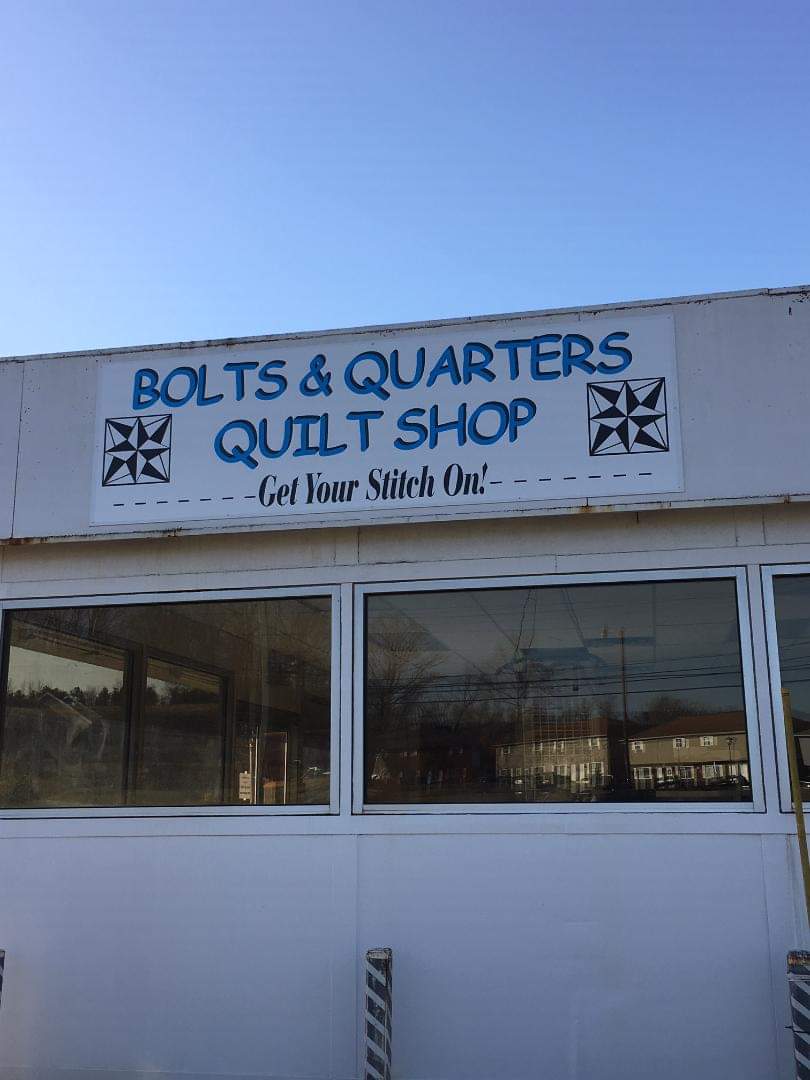 BOLTS & QUARTERS
QUILT SHOP
Get Your Stitch On!